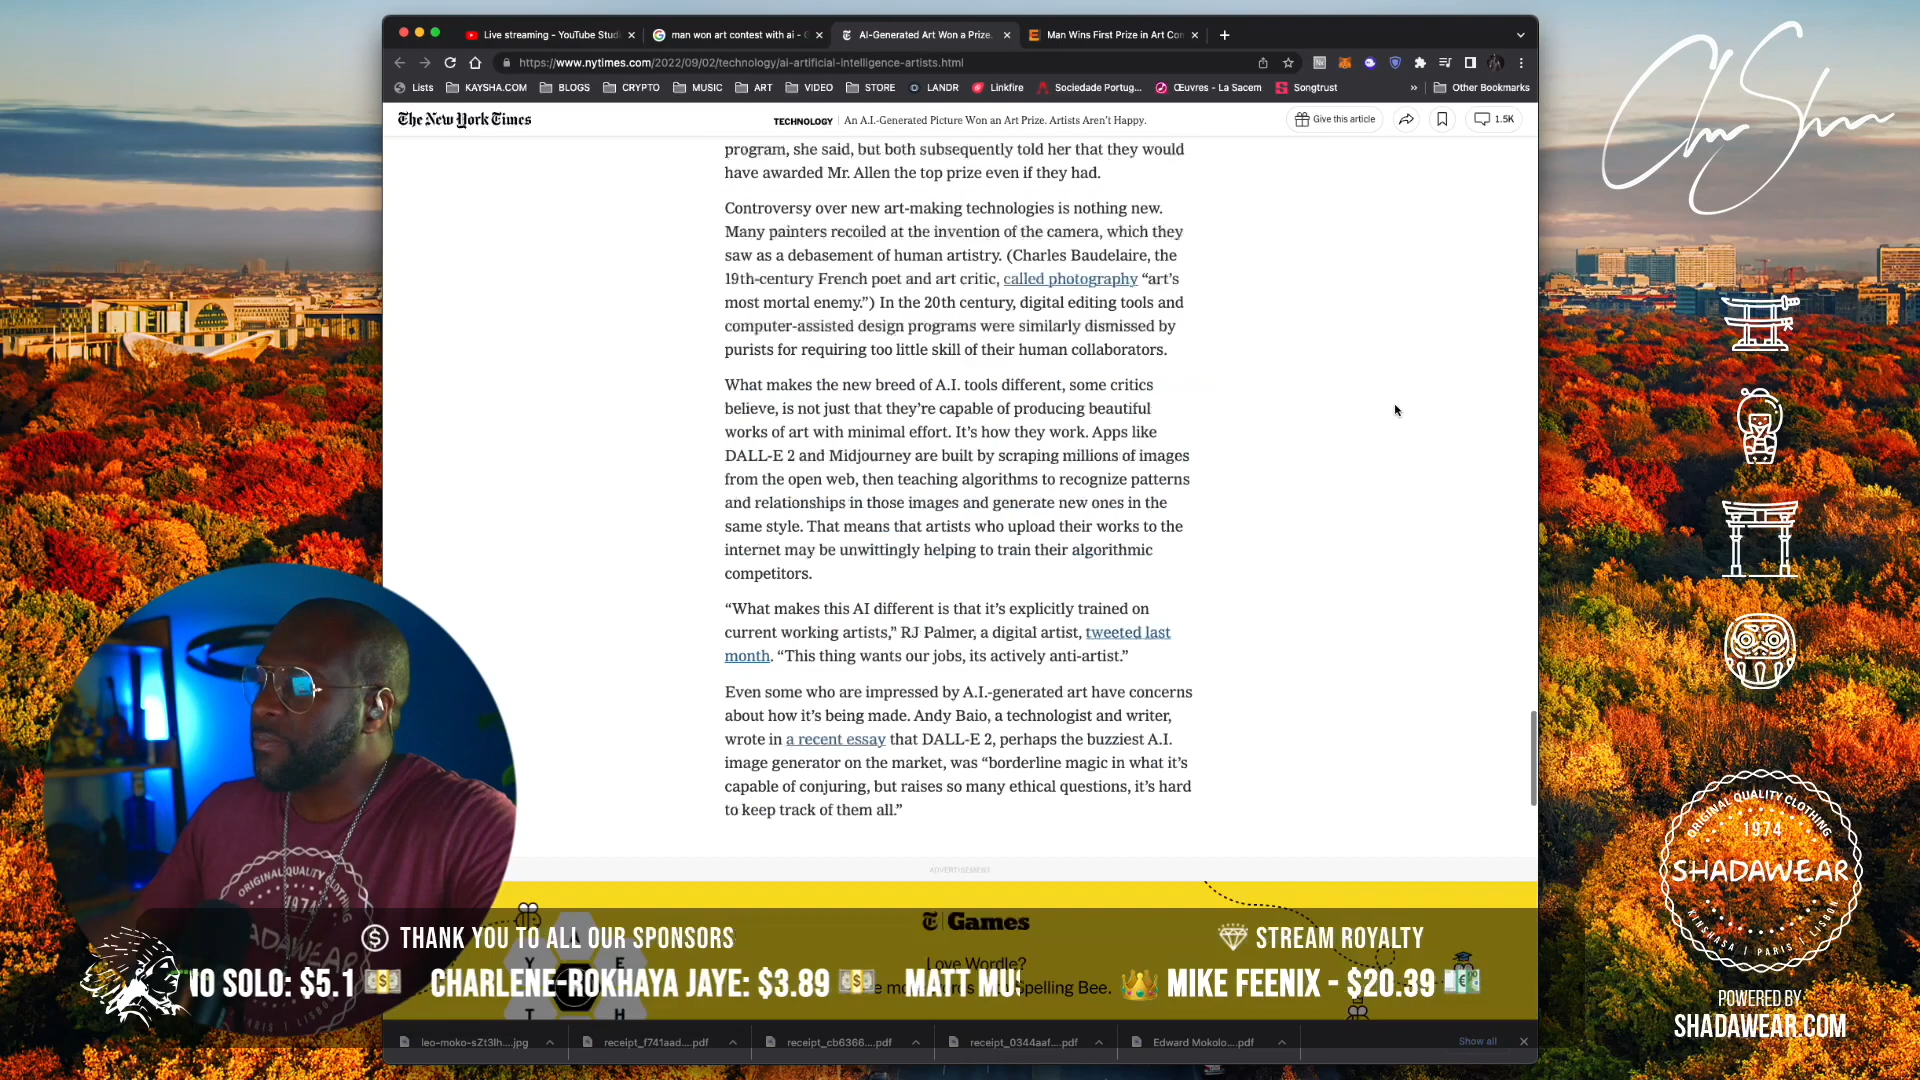 Live streaming - YouTube Studi
man won art contest with ai - G
AI-Generated Art Won a Prize.
Man Wins First Prize in Art Con
https://www.nytimes.com/2022/09/02/technology/ai-artificial-intelligence-artists.html
Lists
KAYSHA.COM
BLOGS
CRYPTO
MUSIC
ART
VIDEO
STORE
LANDR
Linkfire
Sociedade Portug...
Œuvres - La Sacem
Songtrust
»
Other Bookmarks
The New York Times
TECHNOLOGY | An A.I.-Generated Picture Won an Art Prize. Artists Aren't Happy.
Give this article
1.5K
program, she said, but both subsequently told her that they would
have awarded Mr. Allen the top prize even if they had.
Controversy over new art-making technologies is nothing new.
Many painters recoiled at the invention of the camera, which they
saw as a debasement of human artistry. (Charles Baudelaire, the
19th-century French poet and art critic, called photography “art’s
most mortal enemy.”) In the 20th century, digital editing tools and
computer-assisted design programs were similarly dismissed by
purists for requiring too little skill of their human collaborators.
What makes the new breed of A.I. tools different, some critics
believe, is not just that they’re capable of producing beautiful
works of art with minimal effort. It’s how they work. Apps like
DALL-E 2 and Midjourney are built by scraping millions of images
from the open web, then teaching algorithms to recognize patterns
and relationships in those images and generate new ones in the
same style. That means that artists who upload their works to the
internet may be unwittingly helping to train their algorithmic
competitors.
“What makes this AI different is that it’s explicitly trained on
current working artists,” RJ Palmer, a digital artist, tweeted last
month. “This thing wants our jobs, its actively anti-artist.”
Even some who are impressed by A.I.-generated art have concerns
about how it’s being made. Andy Baio, a technologist and writer,
wrote in a recent essay that DALL-E 2, perhaps the buzziest A.I.
image generator on the market, was “borderline magic in what it’s
capable of conjuring, but raises so many ethical questions, it’s hard
to keep track of them all.”
ADVERTISEMENT
Games
Love Wordle?
Spelling Bee.
Y
E
T
H
THANK YOU TO ALL OUR SPONSORS
STREAM ROYALTY
IO SOLO: $5.1
CHARLENE-ROKHAYA JAYE: $3.89
MATT MUS
MIKE FEENIX - $20.39
leo-moko-sZt3lh....jpg
receipt_f741aad....pdf
receipt_cb6366....pdf
receipt_0344aaf....pdf
Edward Mokolo....pdf
Show all
ORIGINAL QUALITY CLOTHING
1974
SHADAWEAR
KINSHASA | PARIS | LISBON
POWERED BY
SHADAWEAR.COM
ORIGINAL QUALITY CLOTHING
1974
ADAWEAR
PARIS | LISBON